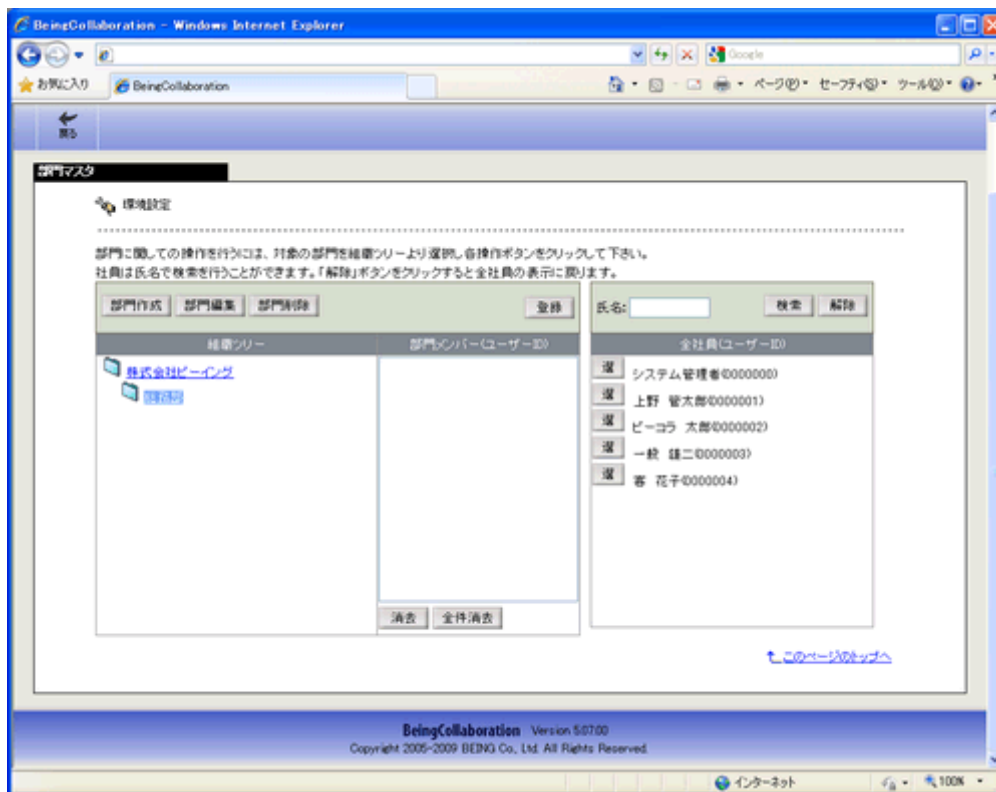 BeingCollaboration - Windows Internet Explorer
Google
お気に入り BeingCollaboration ページ(P) セーフティ(S) ツール(O)
戻る
部門マスタ
環境設定
部門に関しての操作を行うには、対象の部門を組織ツリーより選択し各操作ボタンをクリックして下さい。
社員は氏名で検索を行うことができます。「解除」ボタンをクリックすると全社員の表示に戻ります。
部門作成 部門編集 部門削除 登録 氏名: 検索 解除
組織ツリー 部門メンバー(ユーザーID) 全社員(ユーザーID)
株式会社ビーイング
選 システム管理者(0000000)
選 上野 管太郎(0000001)
選 ビーコラ 太郎(0000002)
選 一般 雄二(0000003)
選 客 花子(0000004)
消去 全件消去
このページのトップへ
BeingCollaboration Version 5.07.00
Copyright 2005-2009 BEING Co., Ltd. All Rights Reserved.
インターネット 100%